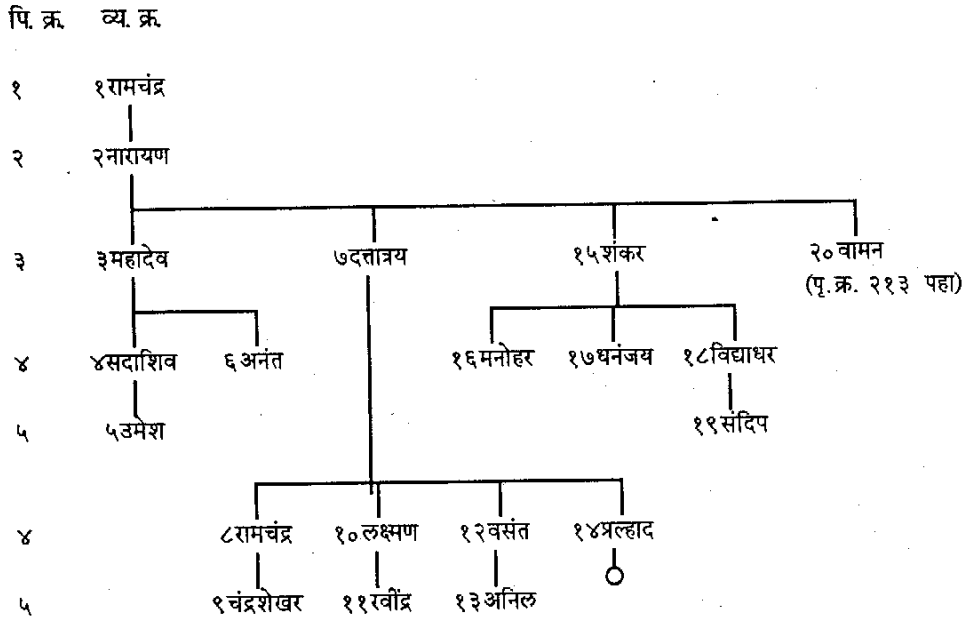 पि. क्र. व्य. क्र.
१ १रामचंद्र
२ २नारायण
३ ३महादेव ७दत्तात्रय १५शंकर २०वामन
(पृ.क्र. २१३ पहा)
४ ४सदाशिव ६अनंत १६मनोहर १७धनंजय १८विद्याधर
५ ५उमेश १९संदिप
४ ८रामचंद्र १०लक्ष्मण १२वसंत १४प्रल्हाद
५ ९चंद्रशेखर ११रवींद्र १३अनिल